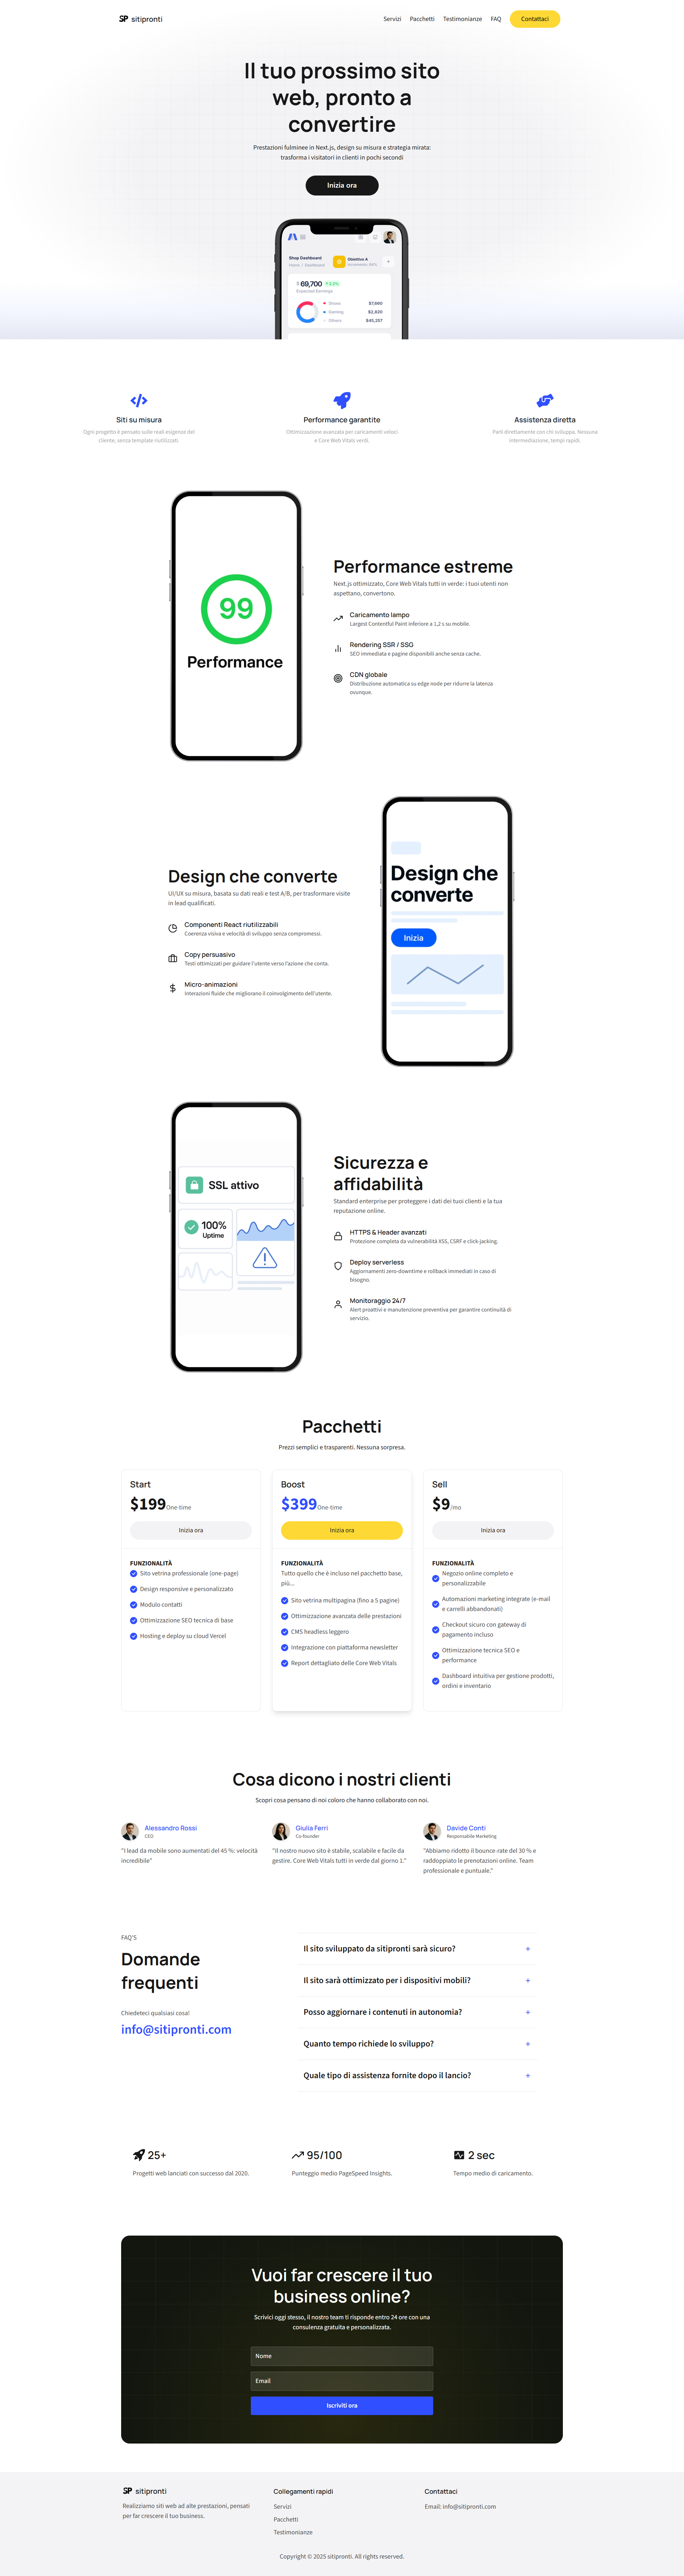 SP sitipronti
Servizi
Pacchetti
Testimonianze
FAQ
Contattaci
Il tuo prossimo sito
web, pronto a
convertire
Prestazioni fulminee in Next.js, design su misura e strategia mirata:
trasforma i visitatori in clienti in pochi secondi
Inizia ora
Shop Dashboard
Home / Dashboard
Obiettivo A
$ 69,700
Expected Earnings
Shoes $7,660
Gaming $2,820
Others $45,257
Siti su misura
Ogni progetto è pensato sulle reali esigenze del
cliente, senza template riutilizzati.
Performance garantite
Ottimizzazione avanzata per caricamenti veloci
e Core Web Vitals verdi.
Assistenza diretta
Parli direttamente con chi sviluppa. Nessuna
intermediazione, tempi rapidi.
99
Performance
Performance estreme
Next.js ottimizzato, Core Web Vitals tutti in verde: i tuoi utenti non
aspettano, convertono.
Caricamento lampo
Largest Contentful Paint inferiore a 1,2 s su mobile.
Rendering SSR / SSG
SEO immediata e pagine disponibili anche senza cache.
CDN globale
Distribuzione automatica su edge node per ridurre la latenza
ovunque.
Design che converte
UI/UX su misura, basata su dati reali e test A/B, per trasformare visite
in lead qualificati.
Componenti React riutilizzabili
Coerenza visiva e velocità di sviluppo senza compromessi.
Copy persuasivo
Testi ottimizzati per guidare l'utente verso l'azione che conta.
Micro-animazioni
Interazioni fluide che migliorano il coinvolgimento dell'utente.
Design che
converte
Inizia
SSL attivo
100%
Uptime
Sicurezza e
affidabilità
Standard enterprise per proteggere i dati dei tuoi clienti e la tua
reputazione online.
HTTPS & Header avanzati
Protezione completa da vulnerabilità XSS, CSRF e click-jacking.
Deploy serverless
Aggiornamenti zero-downtime e rollback immediati in caso di
bisogno.
Monitoraggio 24/7
Alert proattivi e manutenzione preventiva per garantire continuità di
servizio.
Pacchetti
Prezzi semplici e trasparenti. Nessuna sorpresa.
Start
$199One-time
Inizia ora
FUNZIONALITÀ
Sito vetrina professionale (one-page)
Design responsive e personalizzato
Modulo contatti
Ottimizzazione SEO tecnica di base
Hosting e deploy su cloud Vercel
Boost
$399One-time
Inizia ora
FUNZIONALITÀ
Tutto quello che è incluso nel pacchetto base,
più...
Sito vetrina multipagina (fino a 5 pagine)
Ottimizzazione avanzata delle prestazioni
CMS headless leggero
Integrazione con piattaforma newsletter
Report dettagliato delle Core Web Vitals
Sell
$9/mo
Inizia ora
FUNZIONALITÀ
Negozio online completo e
personalizzabile
Automazioni marketing integrate (e-mail
e carrelli abbandonati)
Checkout sicuro con gateway di
pagamento incluso
Ottimizzazione tecnica SEO e
performance
Dashboard intuitiva per gestione prodotti,
ordini e inventario
Cosa dicono i nostri clienti
Scopri cosa pensano di noi coloro che hanno collaborato con noi.
Alessandro Rossi
CEO
"I lead da mobile sono aumentati del 45 %: velocità
incredibile"
Giulia Ferri
Co-founder
"Il nostro nuovo sito è stabile, scalabile e facile da
gestire. Core Web Vitals tutti in verde dal giorno 1."
Davide Conti
Responsabile Marketing
"Abbiamo ridotto il bounce-rate del 30 % e
raddoppiato le prenotazioni online. Team
professionale e puntuale."
FAQ'S
Domande
frequenti
Chiedeteci qualsiasi cosa!
info@sitipronti.com
Il sito sviluppato da sitipronti sarà sicuro? +
Il sito sarà ottimizzato per i dispositivi mobili? +
Posso aggiornare i contenuti in autonomia? +
Quanto tempo richiede lo sviluppo? +
Quale tipo di assistenza fornite dopo il lancio? +
25+
Progetti web lanciati con successo dal 2020.
95/100
Punteggio medio PageSpeed Insights.
2 sec
Tempo medio di caricamento.
Vuoi far crescere il tuo
business online?
Scrivici oggi stesso, il nostro team ti risponde entro 24 ore con una
consulenza gratuita e personalizzata.
Nome
Email
Iscriviti ora
SP sitipronti
Realizziamo siti web ad alte prestazioni, pensati
per far crescere il tuo business.
Collegamenti rapidi
Servizi
Pacchetti
Testimonianze
Contattaci
Email: info@sitipronti.com
Copyright © 2025 sitipronti. All rights reserved.